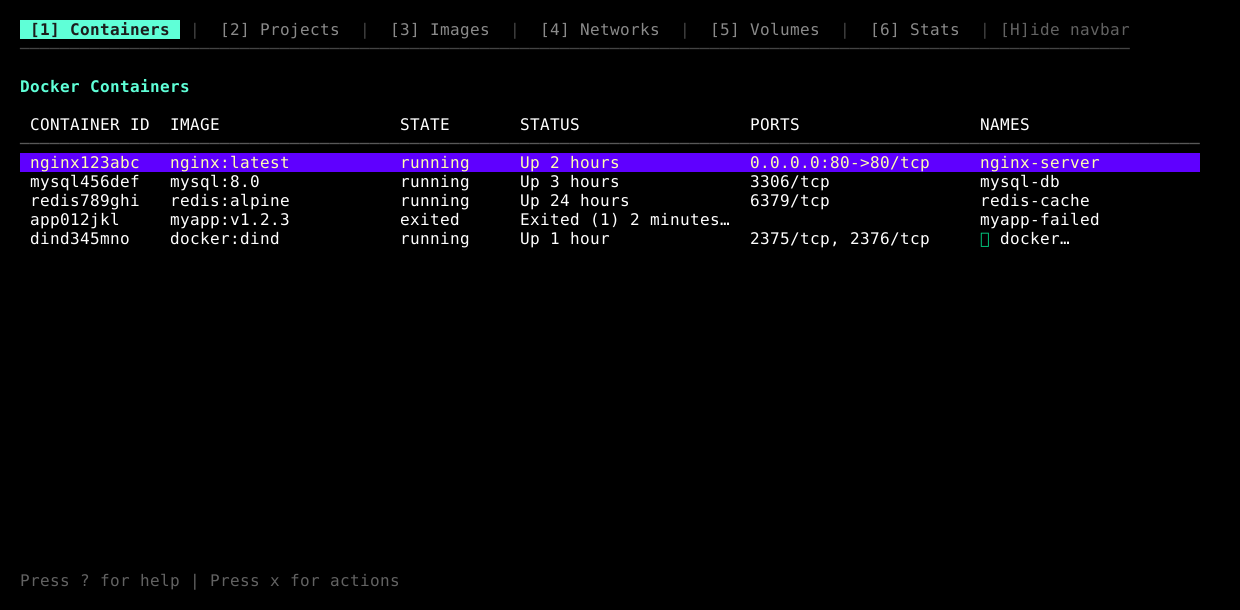 [1] Containers | [2] Projects | [3] Images | [4] Networks | [5] Volumes | [6] Stats | [H]ide navbar
Docker Containers
CONTAINER ID IMAGE STATE STATUS PORTS NAMES
nginx123abc nginx:latest running Up 2 hours 0.0.0.0:80->80/tcp nginx-server
mysql456def mysql:8.0 running Up 3 hours 3306/tcp mysql-db
redis789ghi redis:alpine running Up 24 hours 6379/tcp redis-cache
app012jkl myapp:v1.2.3 exited Exited (1) 2 minutes… myapp-failed
dind345mno docker:dind running Up 1 hour 2375/tcp, 2376/tcp docker…
Press ? for help | Press x for actions